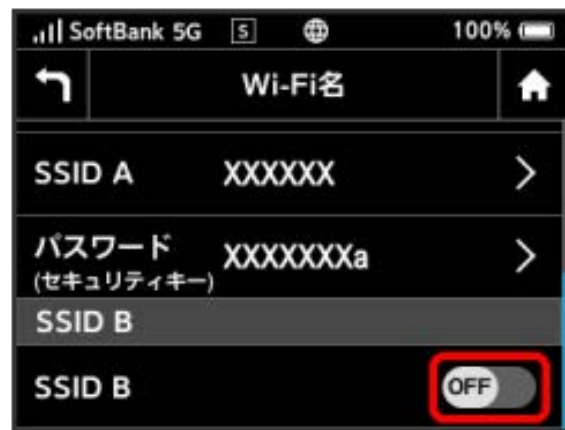 SoftBank 5G S 100%
Wi-Fi名
SSID A XXXXXX
パスワード XXXXXXXa
(セキュリティキー)
SSID B
SSID B OFF